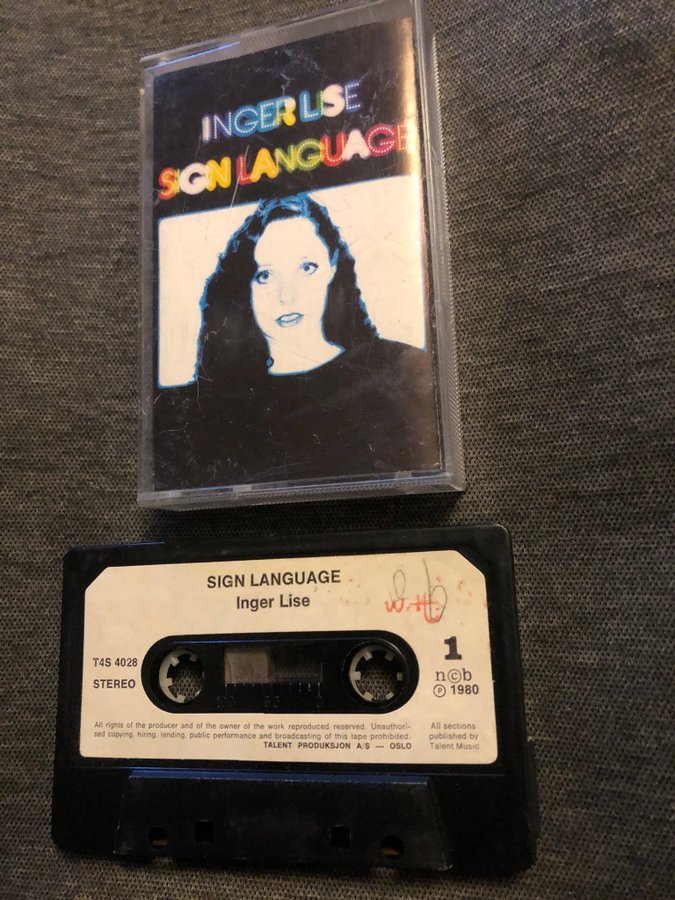 INGER LISE
SIGN LANGUAGE
SIGN LANGUAGE
Inger Lise
T4S 4028
STEREO
1
n©b
℗ 1980
All rights of the producer and of the owner of the work reproduced reserved. Unauthori-
sed copying, hiring, lending, public performance and broadcasting of this tape prohibited.
TALENT PRODUKSJON A/S — OSLO
All sections
published by
Talent Music